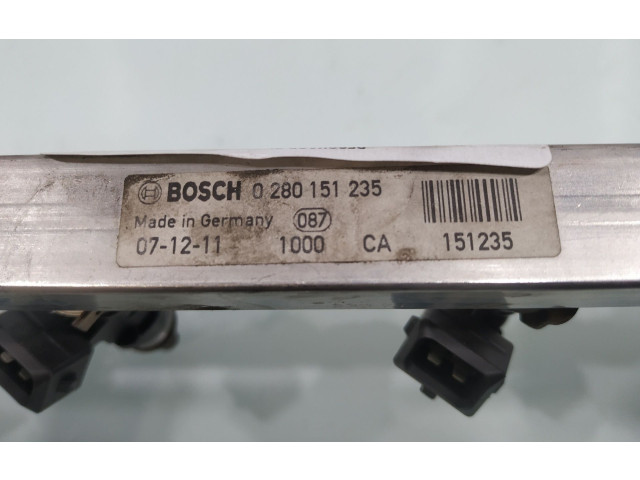 BOSCH 0 280 151 235
Made in Germany 087
07-12-11 1000 CA 151235